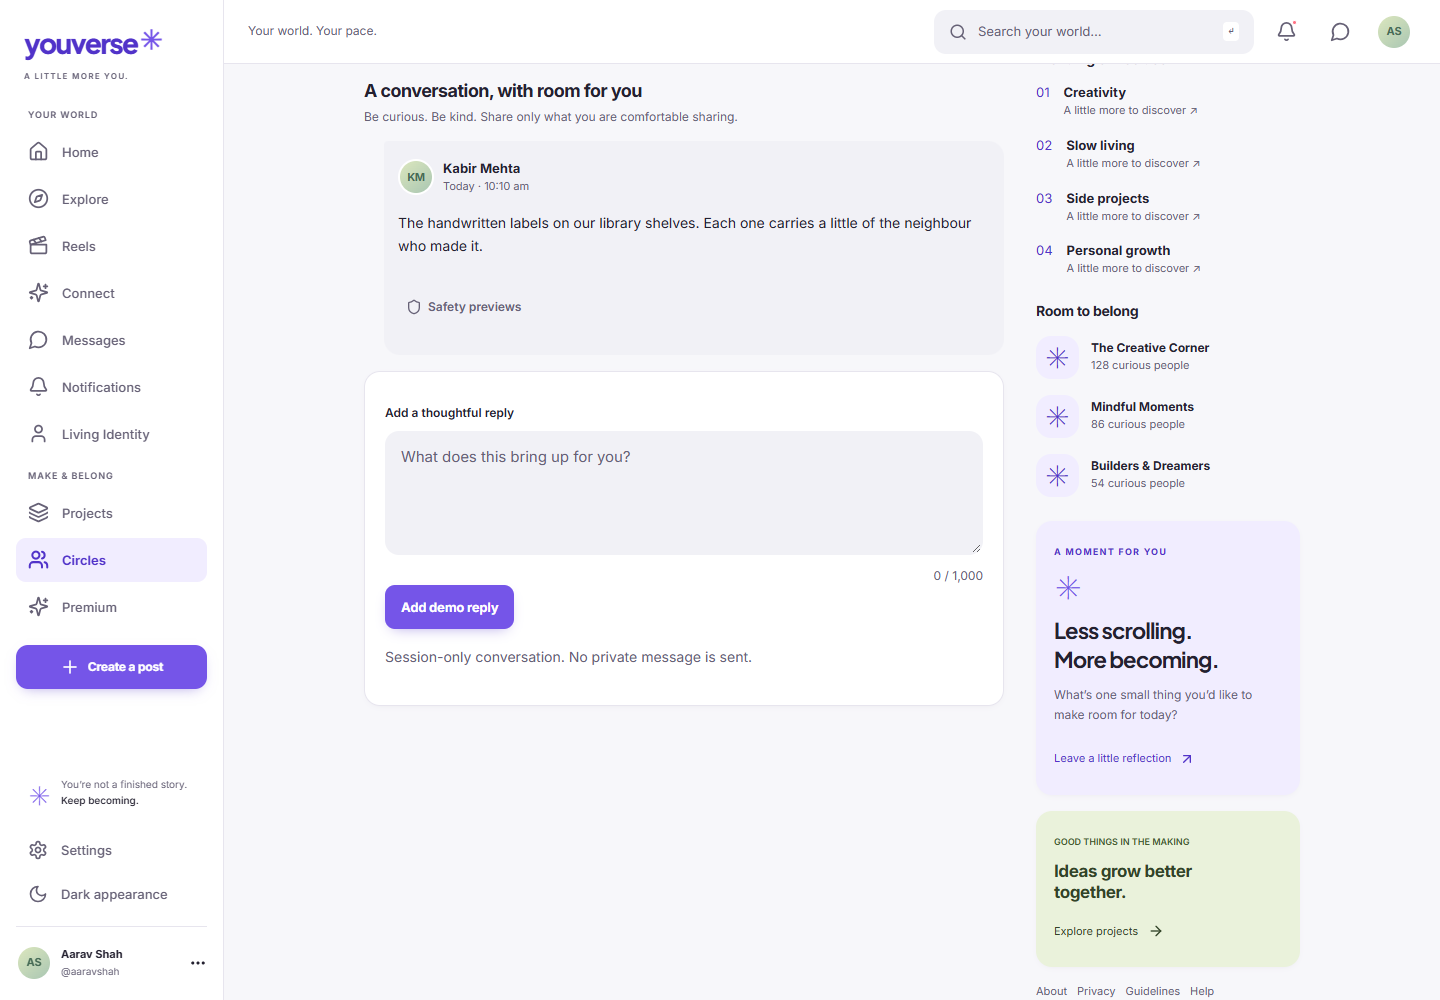 youverse
A LITTLE MORE YOU.
YOUR WORLD
Home
Explore
Reels
Connect
Messages
Notifications
Living Identity
MAKE & BELONG
Projects
Circles
Premium
Create a post
You're not a finished story.
Keep becoming.
Settings
Dark appearance
AS
Aarav Shah
@aaravshah
Your world. Your pace.
Search your world...
AS
A conversation, with room for you
Be curious. Be kind. Share only what you are comfortable sharing.
KM
Kabir Mehta
Today · 10:10 am
The handwritten labels on our library shelves. Each one carries a little of the neighbour
who made it.
Safety previews
Add a thoughtful reply
What does this bring up for you?
0 / 1,000
Add demo reply
Session-only conversation. No private message is sent.
01 Creativity
A little more to discover ↗
02 Slow living
A little more to discover ↗
03 Side projects
A little more to discover ↗
04 Personal growth
A little more to discover ↗
Room to belong
The Creative Corner
128 curious people
Mindful Moments
86 curious people
Builders & Dreamers
54 curious people
A MOMENT FOR YOU
Less scrolling.
More becoming.
What's one small thing you'd like to
make room for today?
Leave a little reflection
GOOD THINGS IN THE MAKING
Ideas grow better
together.
Explore projects
About Privacy Guidelines Help